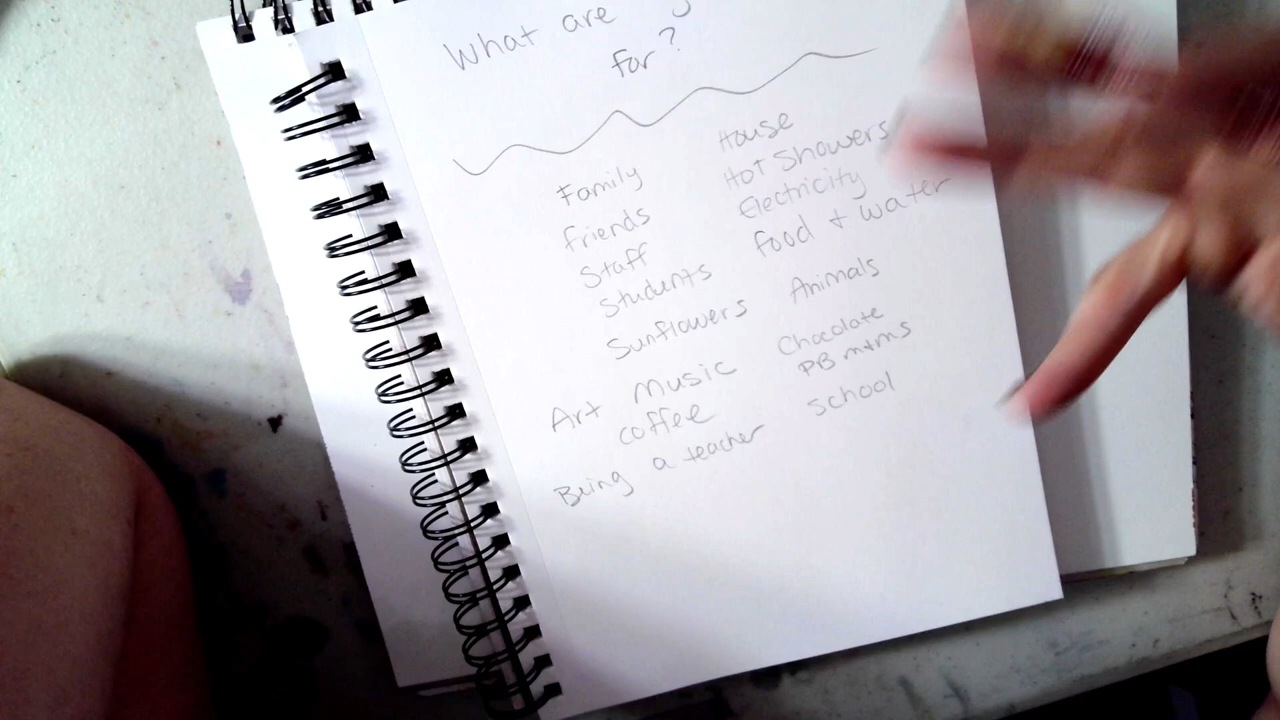 What are
for?
Family
friends
Staff
Students
Sunflowers
Art Music
coffee
Being a teacher
House
Hot Showers
Electricity
food + water
Animals
Chocolate
PB m+ms
School